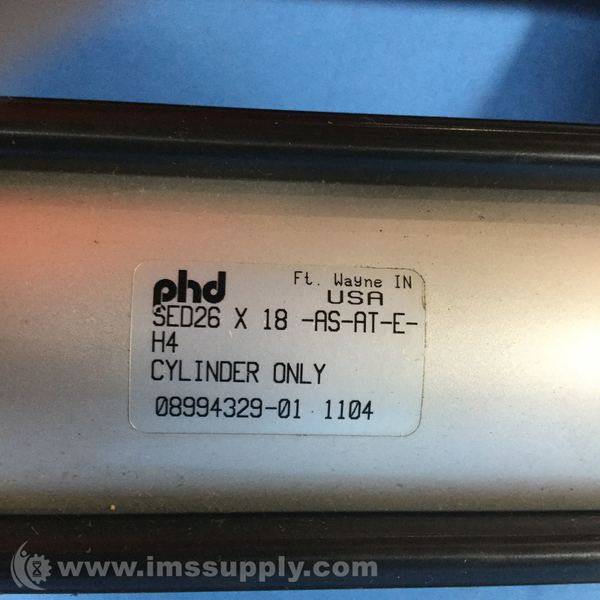 phd Ft. Wayne IN
USA
SED26 X 18 -AS-AT-E-
H4
CYLINDER ONLY
08994329-01 1104
www.imssupply.com